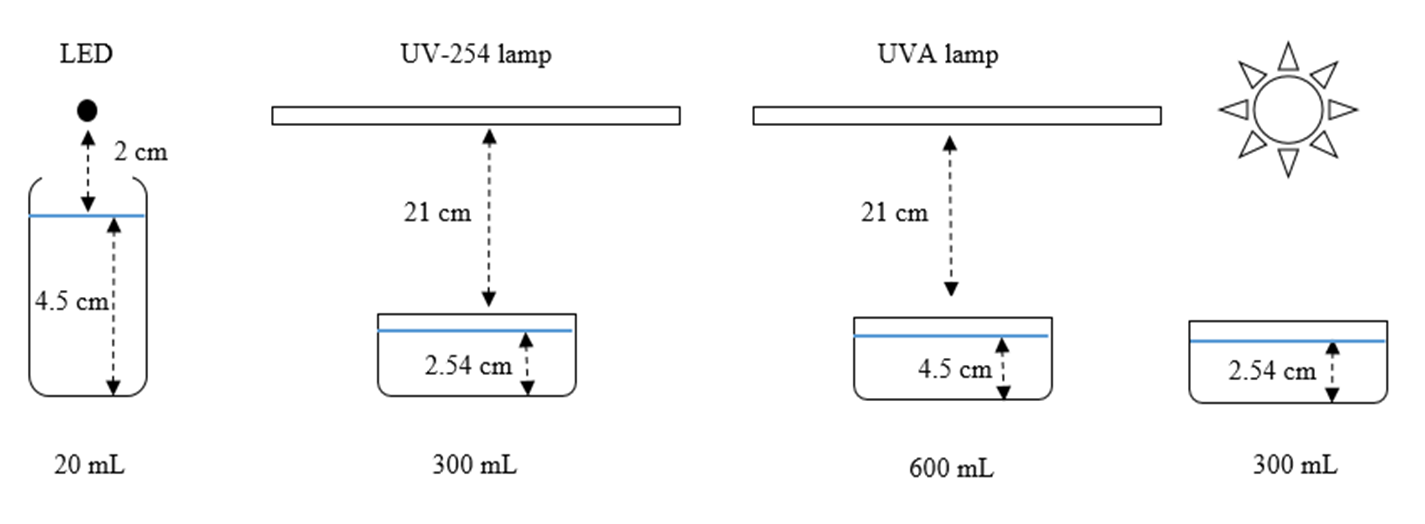 LED
UV-254 lamp
UVA lamp
2 cm
21 cm
21 cm
4.5 cm
2.54 cm
4.5 cm
2.54 cm
20 mL
300 mL
600 mL
300 mL